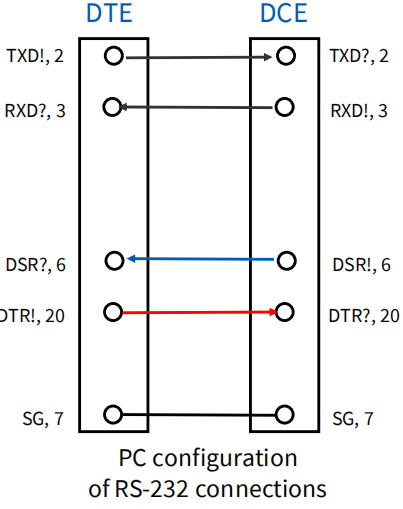 DTE DCE
TXD!, 2 TXD?, 2
RXD?, 3 RXD!, 3
DSR?, 6 DSR!, 6
DTR!, 20 DTR?, 20
SG, 7 SG, 7
PC configuration
of RS-232 connections